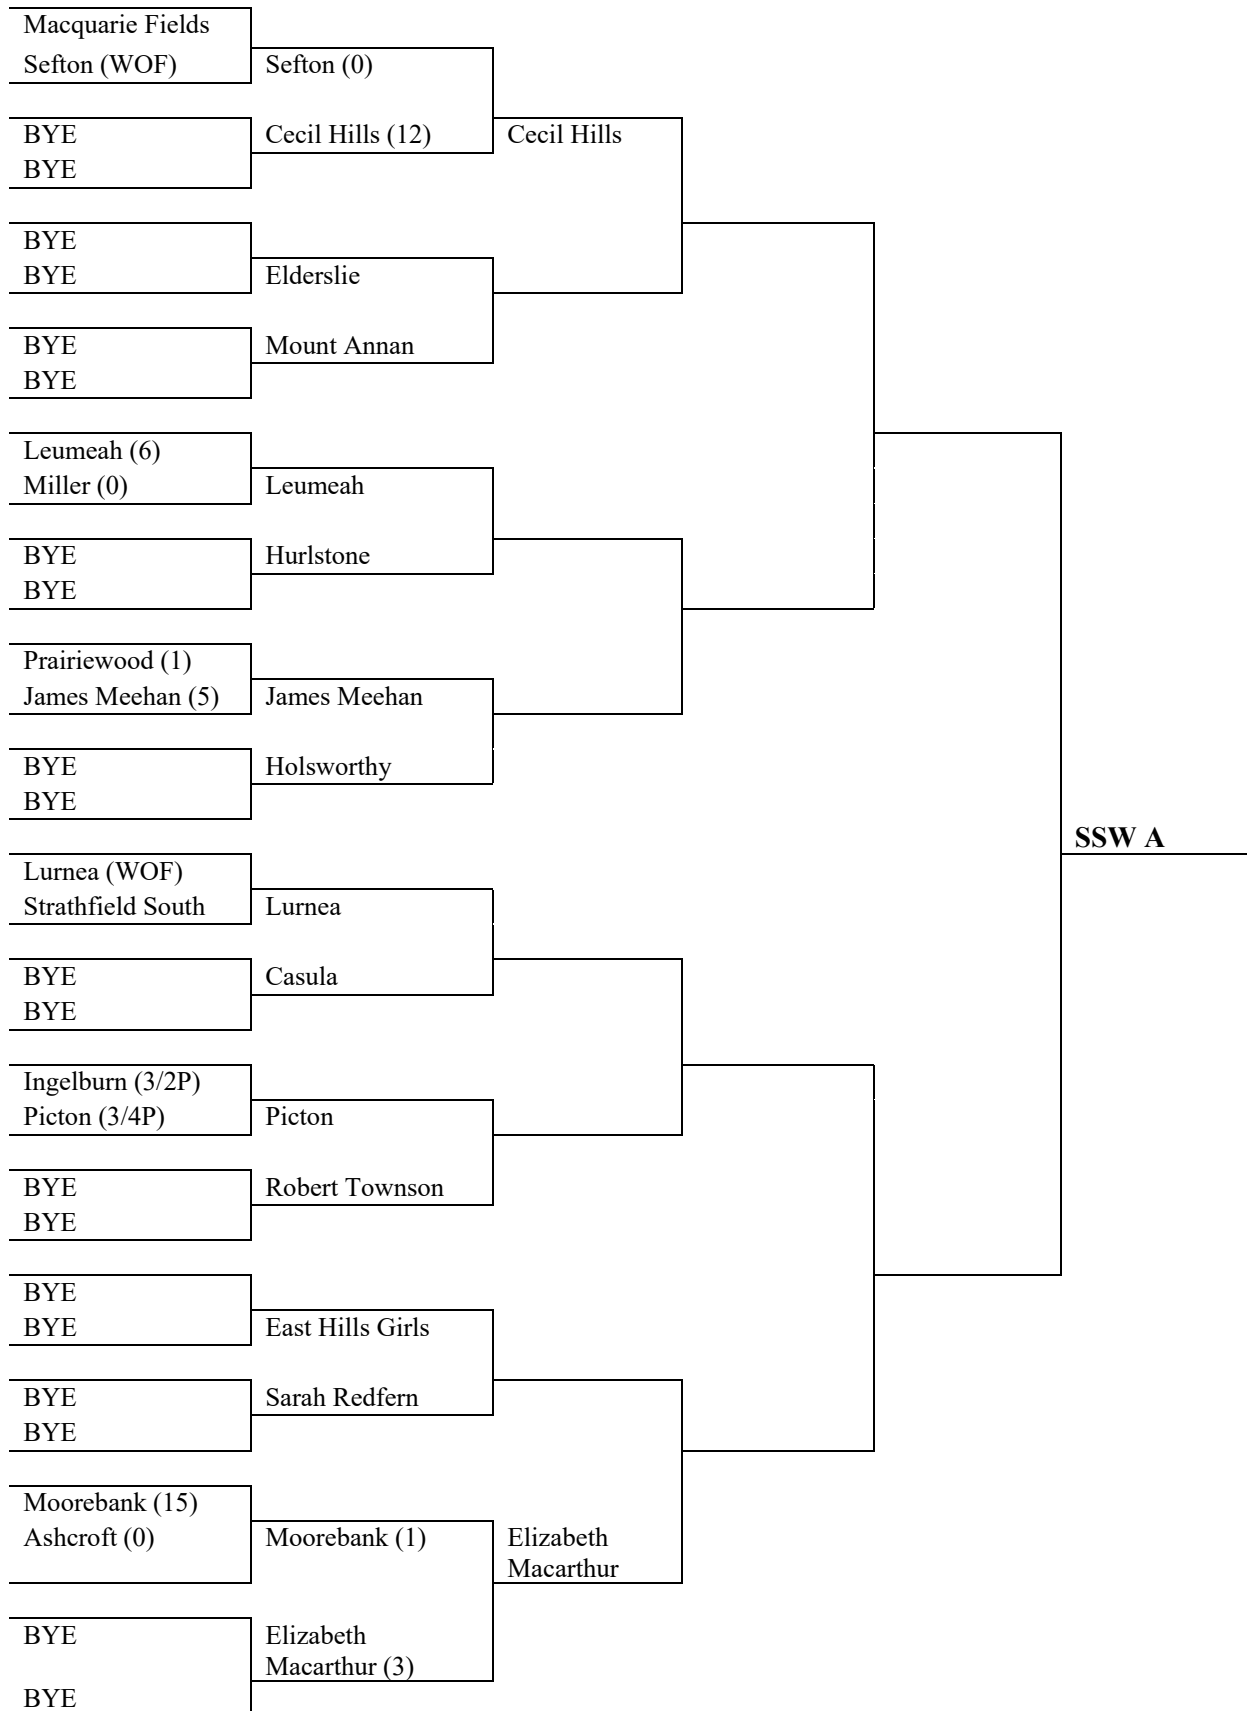 Macquarie Fields
Sefton (WOF)
Sefton (0)
BYE
Cecil Hills (12)
Cecil Hills
BYE
BYE
BYE
Elderslie
BYE
Mount Annan
BYE
Leumeah (6)
Miller (0)
Leumeah
BYE
Hurlstone
BYE
Prairiewood (1)
James Meehan (5)
James Meehan
BYE
Holsworthy
BYE
SSW A
Lurnea (WOF)
Strathfield South
Lurnea
BYE
Casula
BYE
Ingelburn (3/2P)
Picton (3/4P)
Picton
BYE
Robert Townson
BYE
BYE
BYE
East Hills Girls
BYE
Sarah Redfern
BYE
Moorebank (15)
Ashcroft (0)
Moorebank (1)
Elizabeth
Macarthur
BYE
Elizabeth
Macarthur (3)
BYE